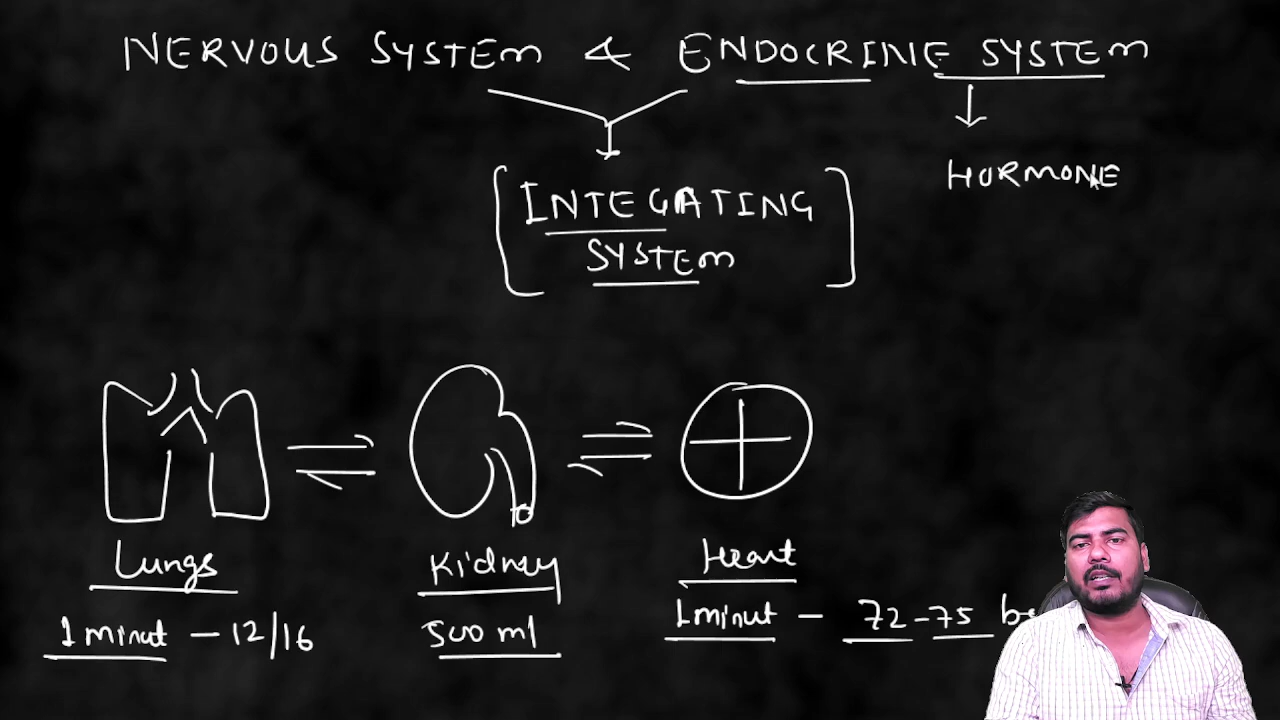 NERVOUS SYSTEM & ENDOCRINE SYSTEM
HORMONE
[INTEGRATING
SYSTEM]
Lungs
Kidney
Heart
1 minut - 12/16
500 ml
1 minut - 72-75 be